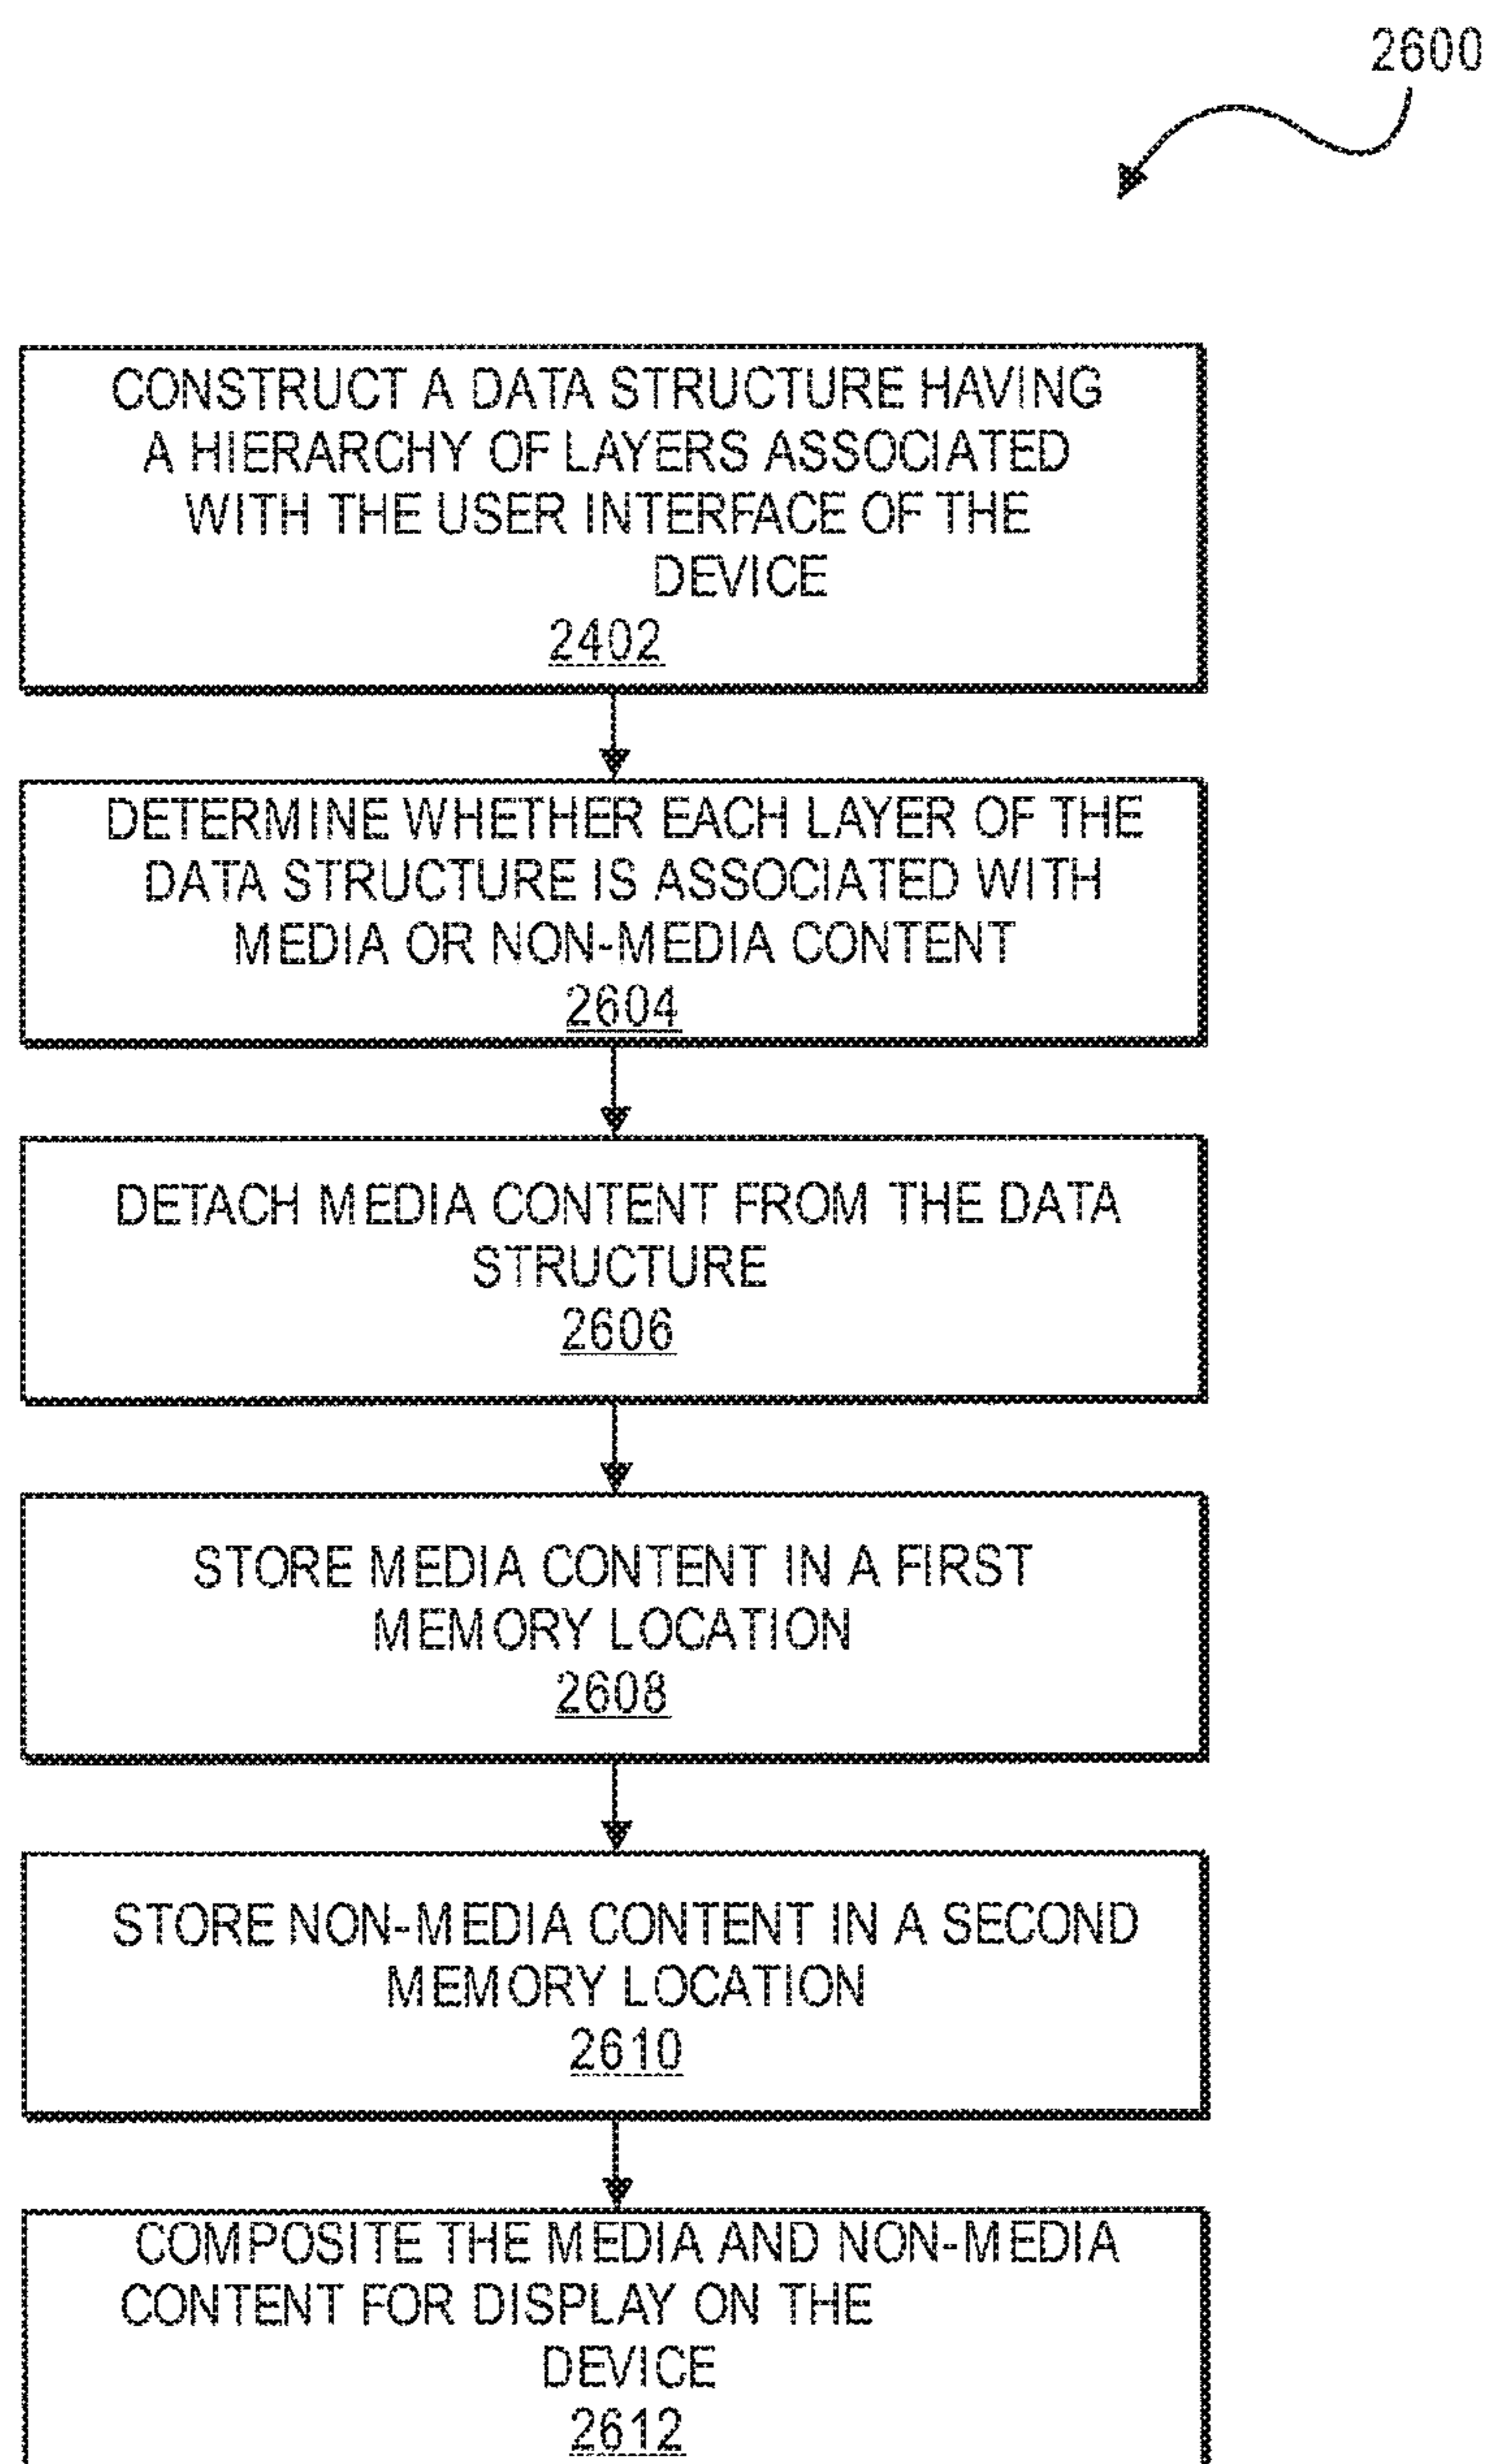 2600
CONSTRUCT A DATA STRUCTURE HAVING
A HIERARCHY OF LAYERS ASSOCIATED
WITH THE USER INTERFACE OF THE
DEVICE
2402
DETERMINE WHETHER EACH LAYER OF THE
DATA STRUCTURE IS ASSOCIATED WITH
MEDIA OR NON-MEDIA CONTENT
2604
DETACH MEDIA CONTENT FROM THE DATA
STRUCTURE
2606
STORE MEDIA CONTENT IN A FIRST
MEMORY LOCATION
2608
STORE NON-MEDIA CONTENT IN A SECOND
MEMORY LOCATION
2610
COMPOSITE THE MEDIA AND NON-MEDIA
CONTENT FOR DISPLAY ON THE
DEVICE
2612